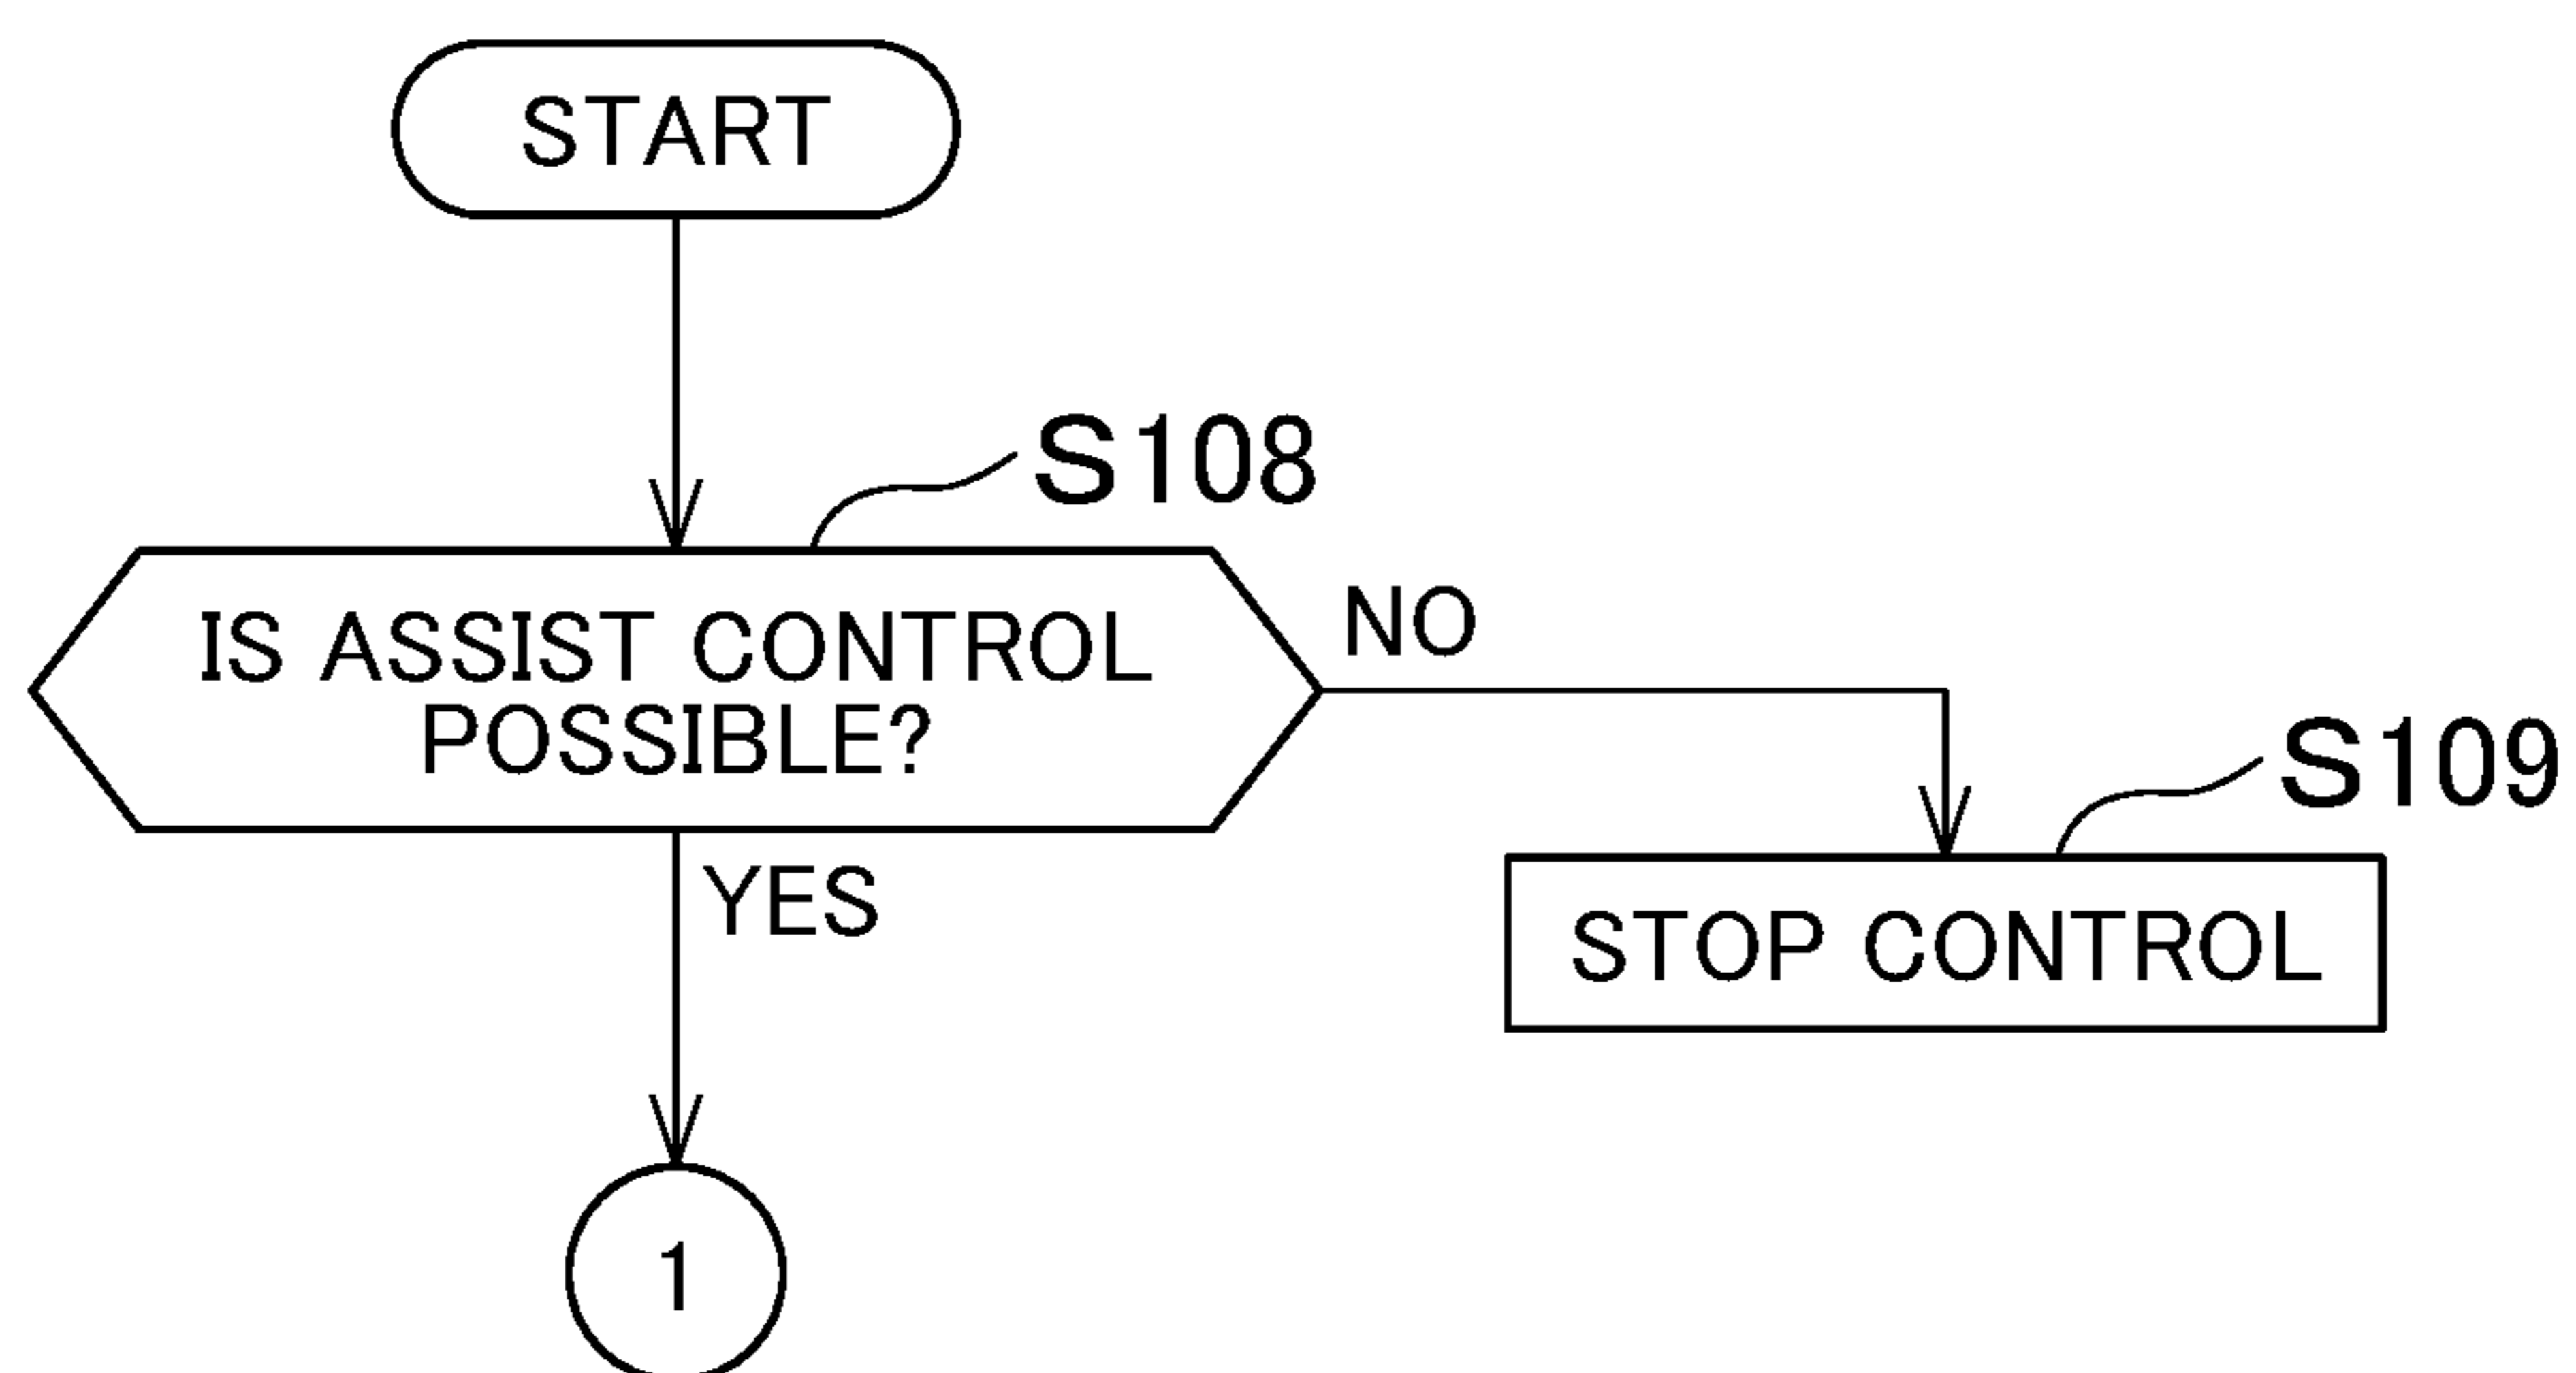 START
S108
IS ASSIST CONTROL
POSSIBLE?
NO
S109
YES
STOP CONTROL
1